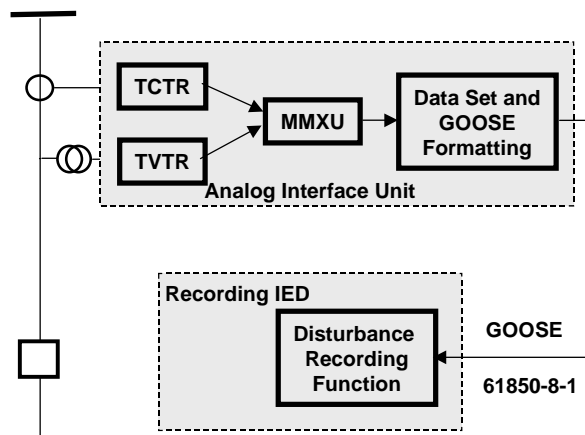 TCTR
TVTR
MMXU
Data Set and
GOOSE
Formatting
Analog Interface Unit
Recording IED
Disturbance
Recording
Function
GOOSE
61850-8-1